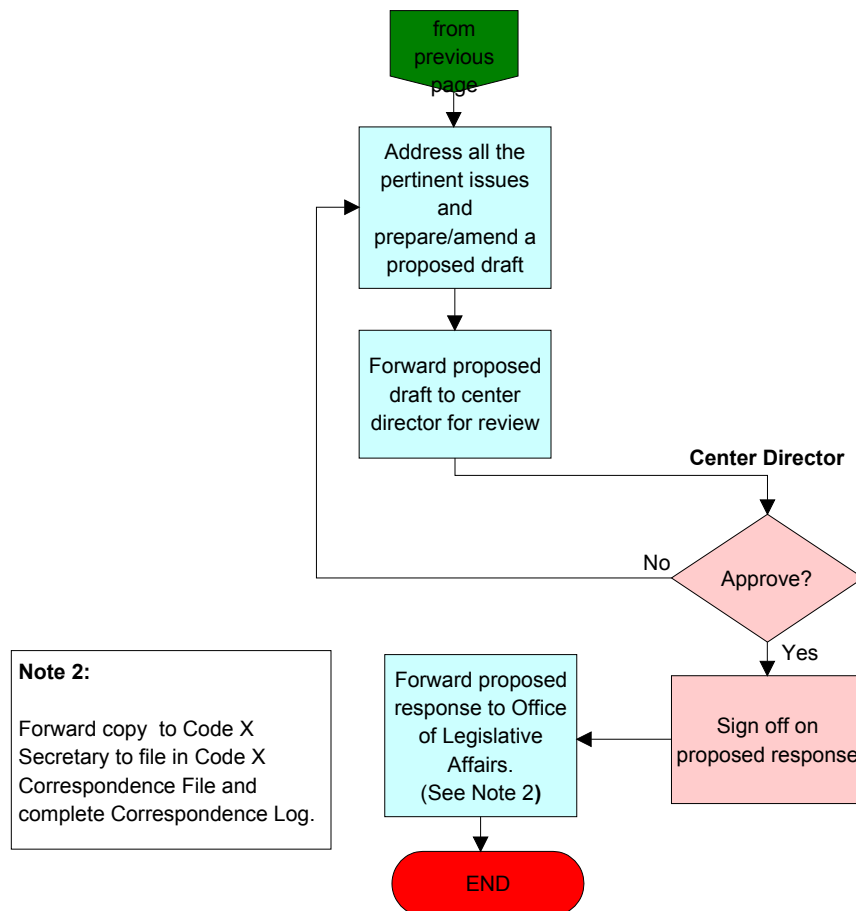 from
previous
page
Address all the
pertinent issues
and
prepare/amend a
proposed draft
Forward proposed
draft to center
director for review
Center Director
No
Approve?
Yes
Note 2:
Forward copy to Code X
Secretary to file in Code X
Correspondence File and
complete Correspondence Log.
Forward proposed
response to Office
of Legislative
Affairs.
(See Note 2)
Sign off on
proposed response
END